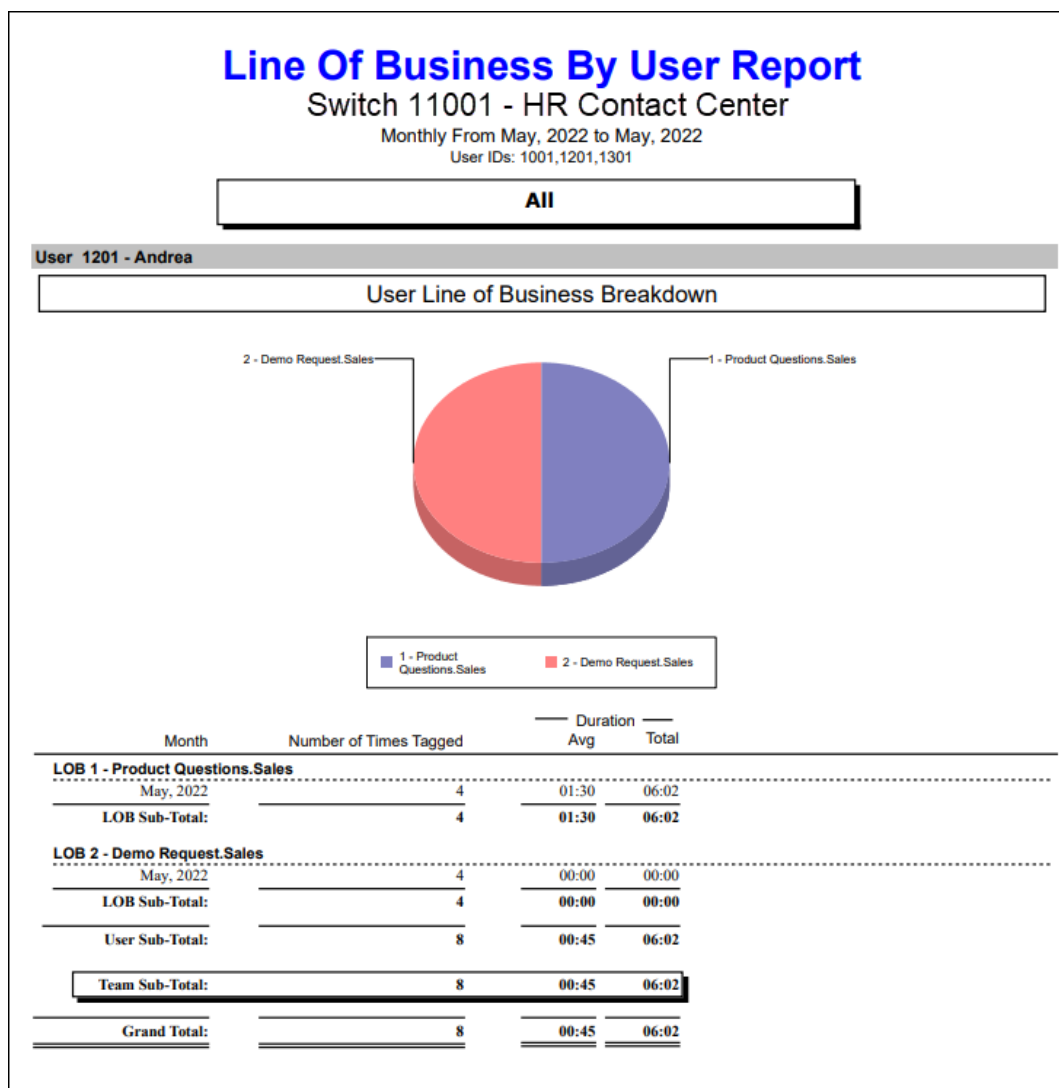 Line Of Business By User Report
Switch 11001 - HR Contact Center
Monthly From May, 2022 to May, 2022
User IDs: 1001,1201,1301
All
User 1201 - Andrea
User Line of Business Breakdown
2 - Demo Request.Sales
1 - Product Questions.Sales
1 - Product
Questions.Sales
2 - Demo Request.Sales
Duration
Month Number of Times Tagged Avg Total
LOB 1 - Product Questions.Sales
May, 2022 4 01:30 06:02
LOB Sub-Total: 4 01:30 06:02
LOB 2 - Demo Request.Sales
May, 2022 4 00:00 00:00
LOB Sub-Total: 4 00:00 00:00
User Sub-Total: 8 00:45 06:02
Team Sub-Total: 8 00:45 06:02
Grand Total: 8 00:45 06:02